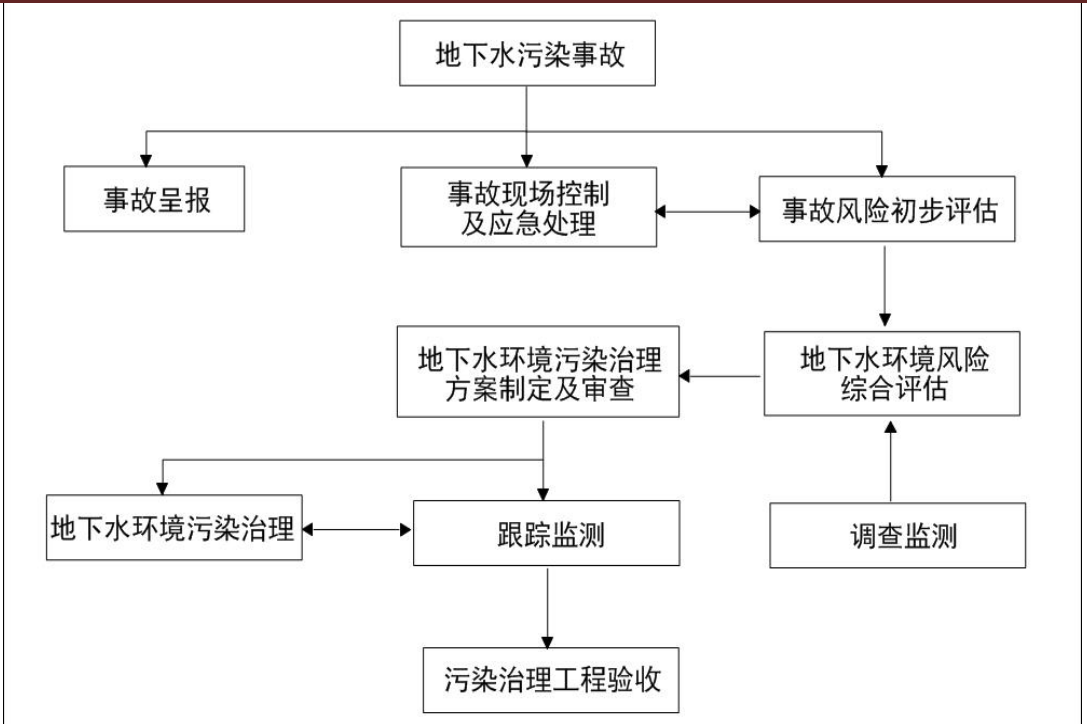 地下水污染事故
事故呈报
事故现场控制
及应急处理
事故风险初步评估
地下水环境污染治理
方案制定及审查
地下水环境风险
综合评估
地下水环境污染治理
跟踪监测
调查监测
污染治理工程验收